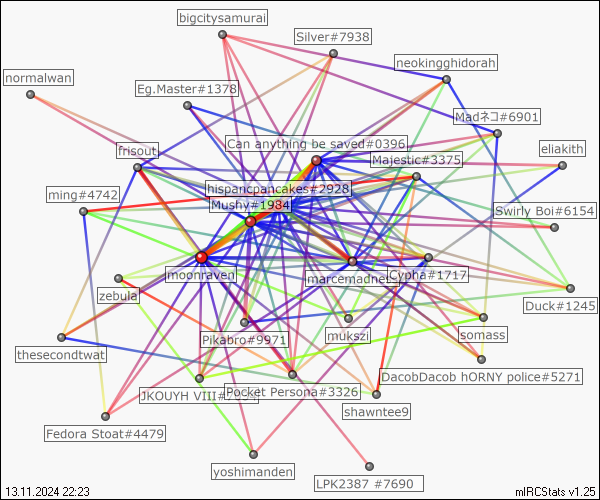 bigcitysamurai
Silver#7938
neokingghidorah
normalwan
Eg.Master#1378
Madネコ#6901
Can anything be saved#0396
frisout
Majestic#3375
eliakith
hispanicpancakes#2928
ming#4742
Mushy#1984
Swirly Boi#6154
moonraven
marcemadness
Cypha#1717
zebula
Duck#1245
Pikabro#9971
mukszi
somass
thesecondtwat
DacobDacob hORNY police#5271
JKOUYH VIII#
Pocket Persona#3326
shawntee9
Fedora Stoat#4479
yoshimanden
LPK2387 #7690
13.11.2024 22:23
mIRCStats v1.25